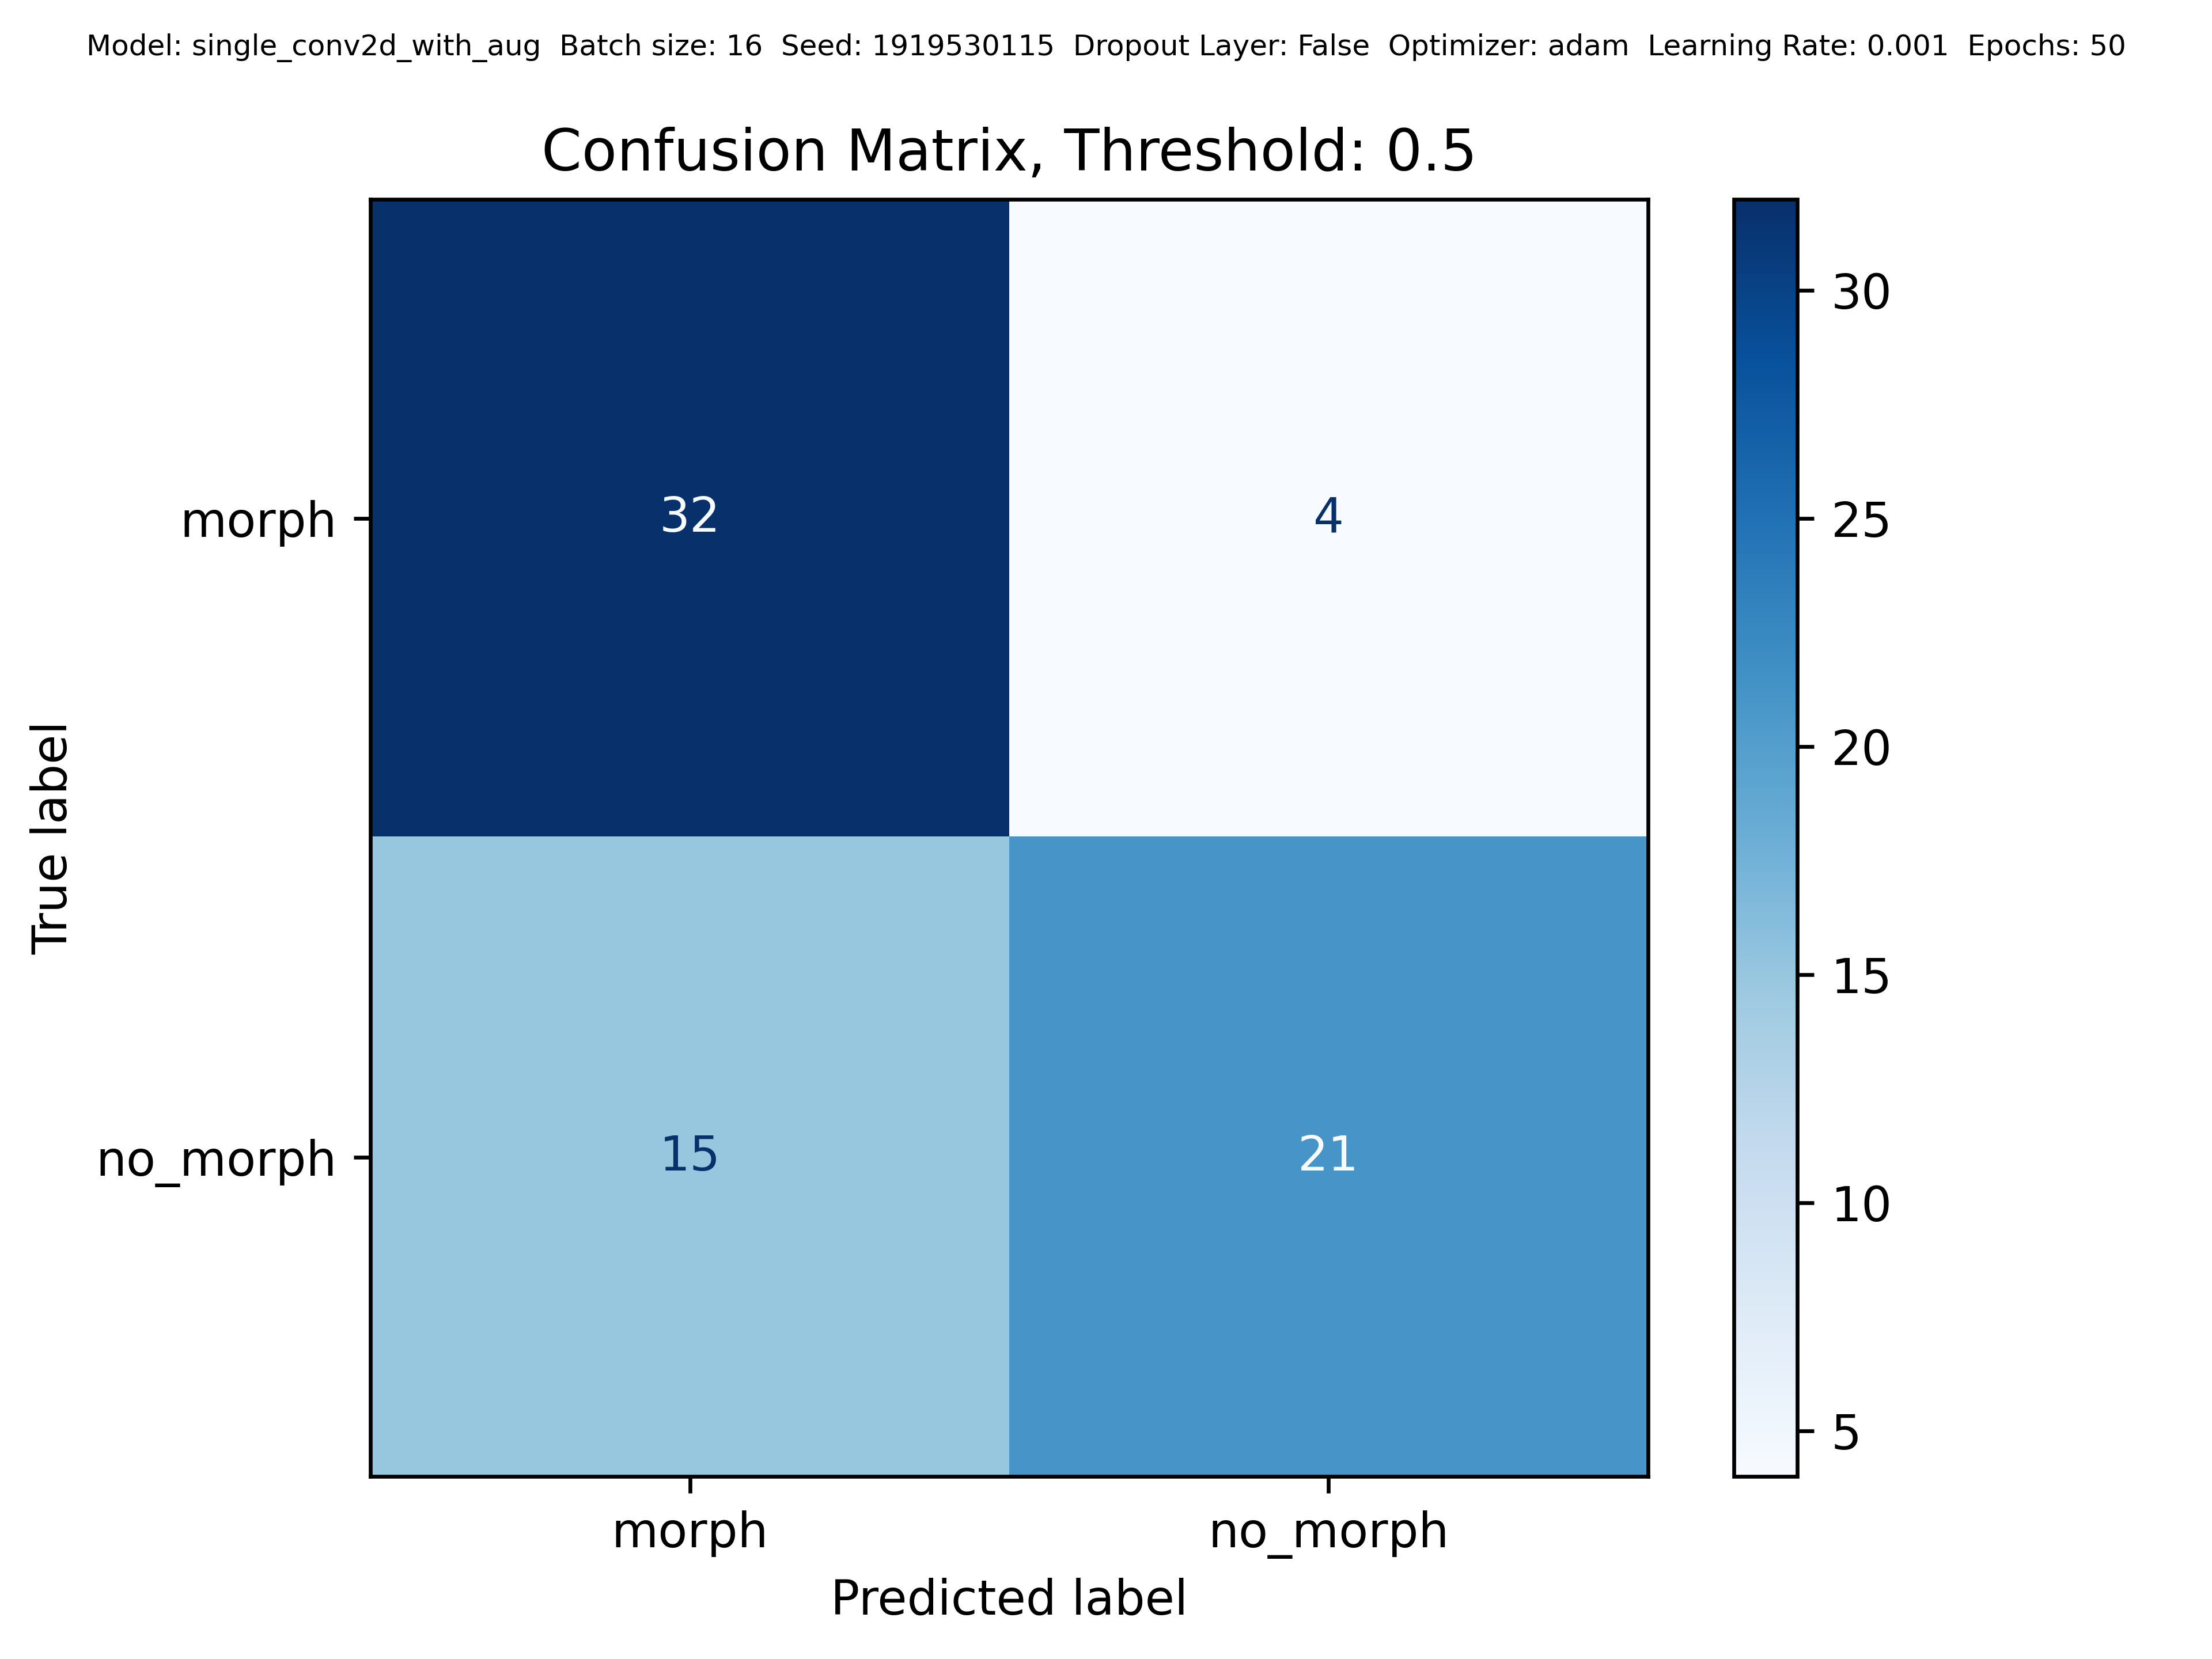 Model: single_conv2d_with_aug  Batch size: 16  Seed: 1919530115  Dropout Layer: False  Optimizer: adam  Learning Rate: 0.001  Epochs: 50
Confusion Matrix, Threshold: 0.5
True label
morph
no_morph
32
4
15
21
morph
no_morph
Predicted label
30
25
20
15
10
5